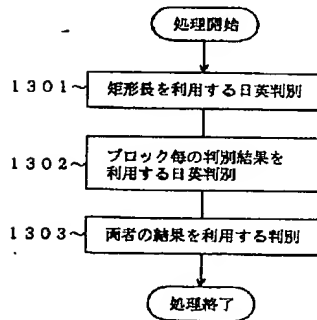 処理開始
1301~ 矩形長を利用する日英判別
1302~ ブロック毎の判別結果を
利用する日英判別
1303~ 両者の結果を利用する判別
処理終了